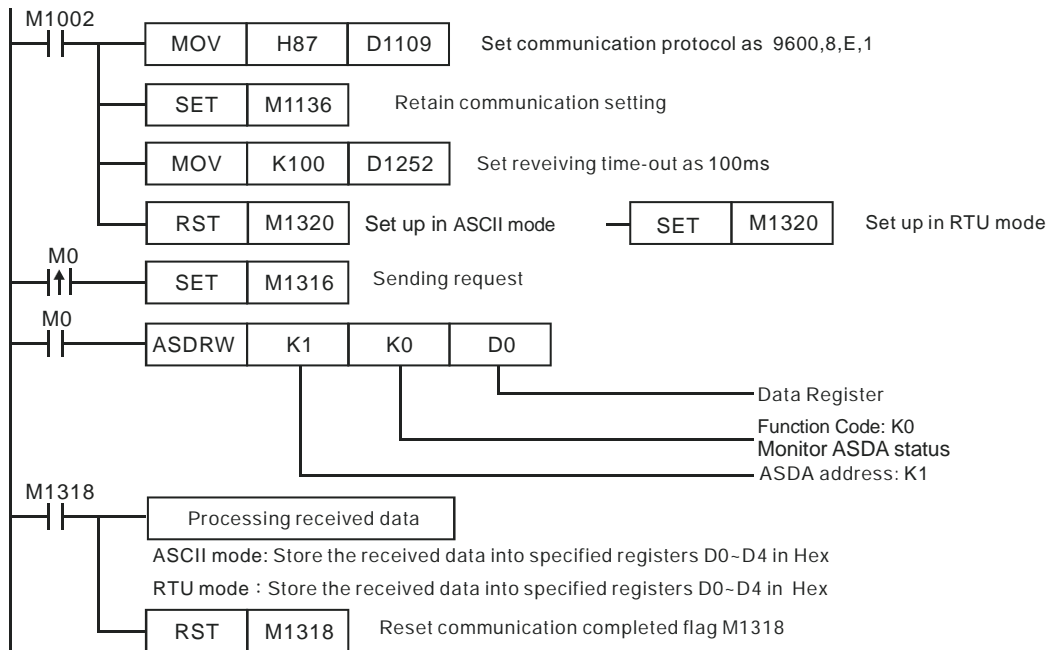 M1002
MOV H87 D1109 Set communication protocol as 9600,8,E,1
SET M1136 Retain communication setting
MOV K100 D1252 Set reveiving time-out as 100ms
RST M1320 Set up in ASCII mode SET M1320 Set up in RTU mode
M0
SET M1316 Sending request
M0
ASDRW K1 K0 D0
Data Register
Function Code: K0
Monitor ASDA status
ASDA address: K1
M1318
Processing received data
ASCII mode: Store the received data into specified registers D0~D4 in Hex
RTU mode：Store the received data into specified registers D0~D4 in Hex
RST M1318 Reset communication completed flag M1318